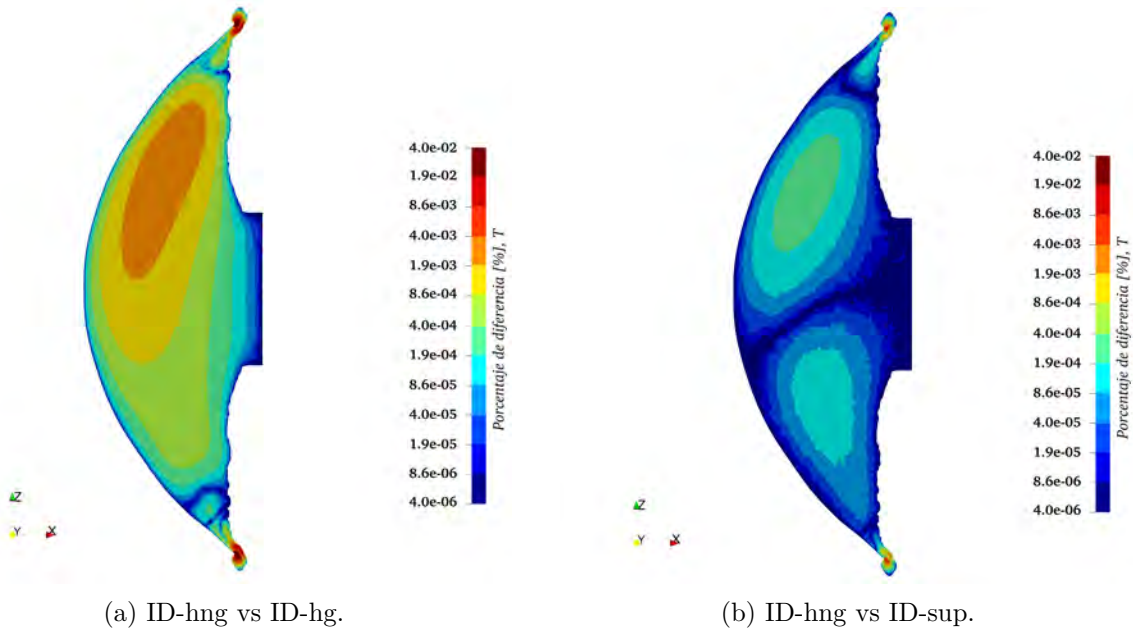 4.0e-02
1.9e-02
8.6e-03
4.0e-03
1.9e-03
8.6e-04
4.0e-04
1.9e-04
8.6e-05
4.0e-05
1.9e-05
8.6e-06
4.0e-06
Porcentaje de diferencia [%], T
Z
Y X
(a) ID-hng vs ID-hg.
4.0e-02
1.9e-02
8.6e-03
4.0e-03
1.9e-03
8.6e-04
4.0e-04
1.9e-04
8.6e-05
4.0e-05
1.9e-05
8.6e-06
4.0e-06
Porcentaje de diferencia [%], T
Z
Y X
(b) ID-hng vs ID-sup.